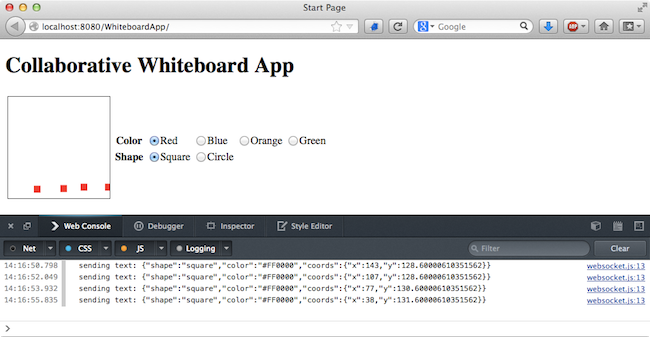 Start Page
localhost:8080/WhiteboardApp/
Google
ABP
Collaborative Whiteboard App
Color Red Blue Orange Green
Shape Square Circle
Web Console Debugger Inspector Style Editor
Net CSS JS Logging Filter Clear
14:16:50.798 sending text: {"shape":"square","color":"#FF0000","coords":{"x":143,"y":128.60000610351562}} websocket.js:13
14:16:52.049 sending text: {"shape":"square","color":"#FF0000","coords":{"x":107,"y":128.60000610351562}} websocket.js:13
14:16:53.932 sending text: {"shape":"square","color":"#FF0000","coords":{"x":77,"y":130.60000610351562}} websocket.js:13
14:16:55.835 sending text: {"shape":"square","color":"#FF0000","coords":{"x":38,"y":131.60000610351562}} websocket.js:13